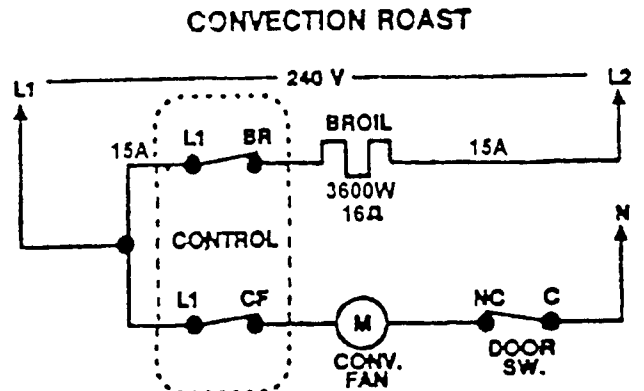 CONVECTION ROAST
L1 240 V L2
BROIL
15A L1 BR 15A
3600W
16Ω
CONTROL N
L1 CF M NC C
CONV.
FAN
DOOR
SW.